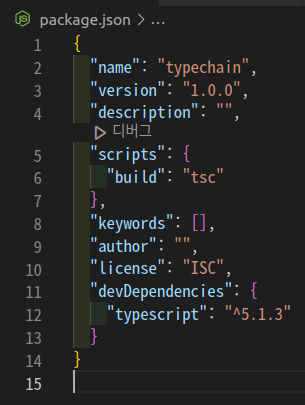 package.json > ...
1 {
2 "name": "typechain",
3 "version": "1.0.0",
4 "description": "",
디버그
5 "scripts": {
6 "build": "tsc"
7 },
8 "keywords": [],
9 "author": "",
10 "license": "ISC",
11 "devDependencies": {
12 "typescript": "^5.1.3"
13 }
14 }
15